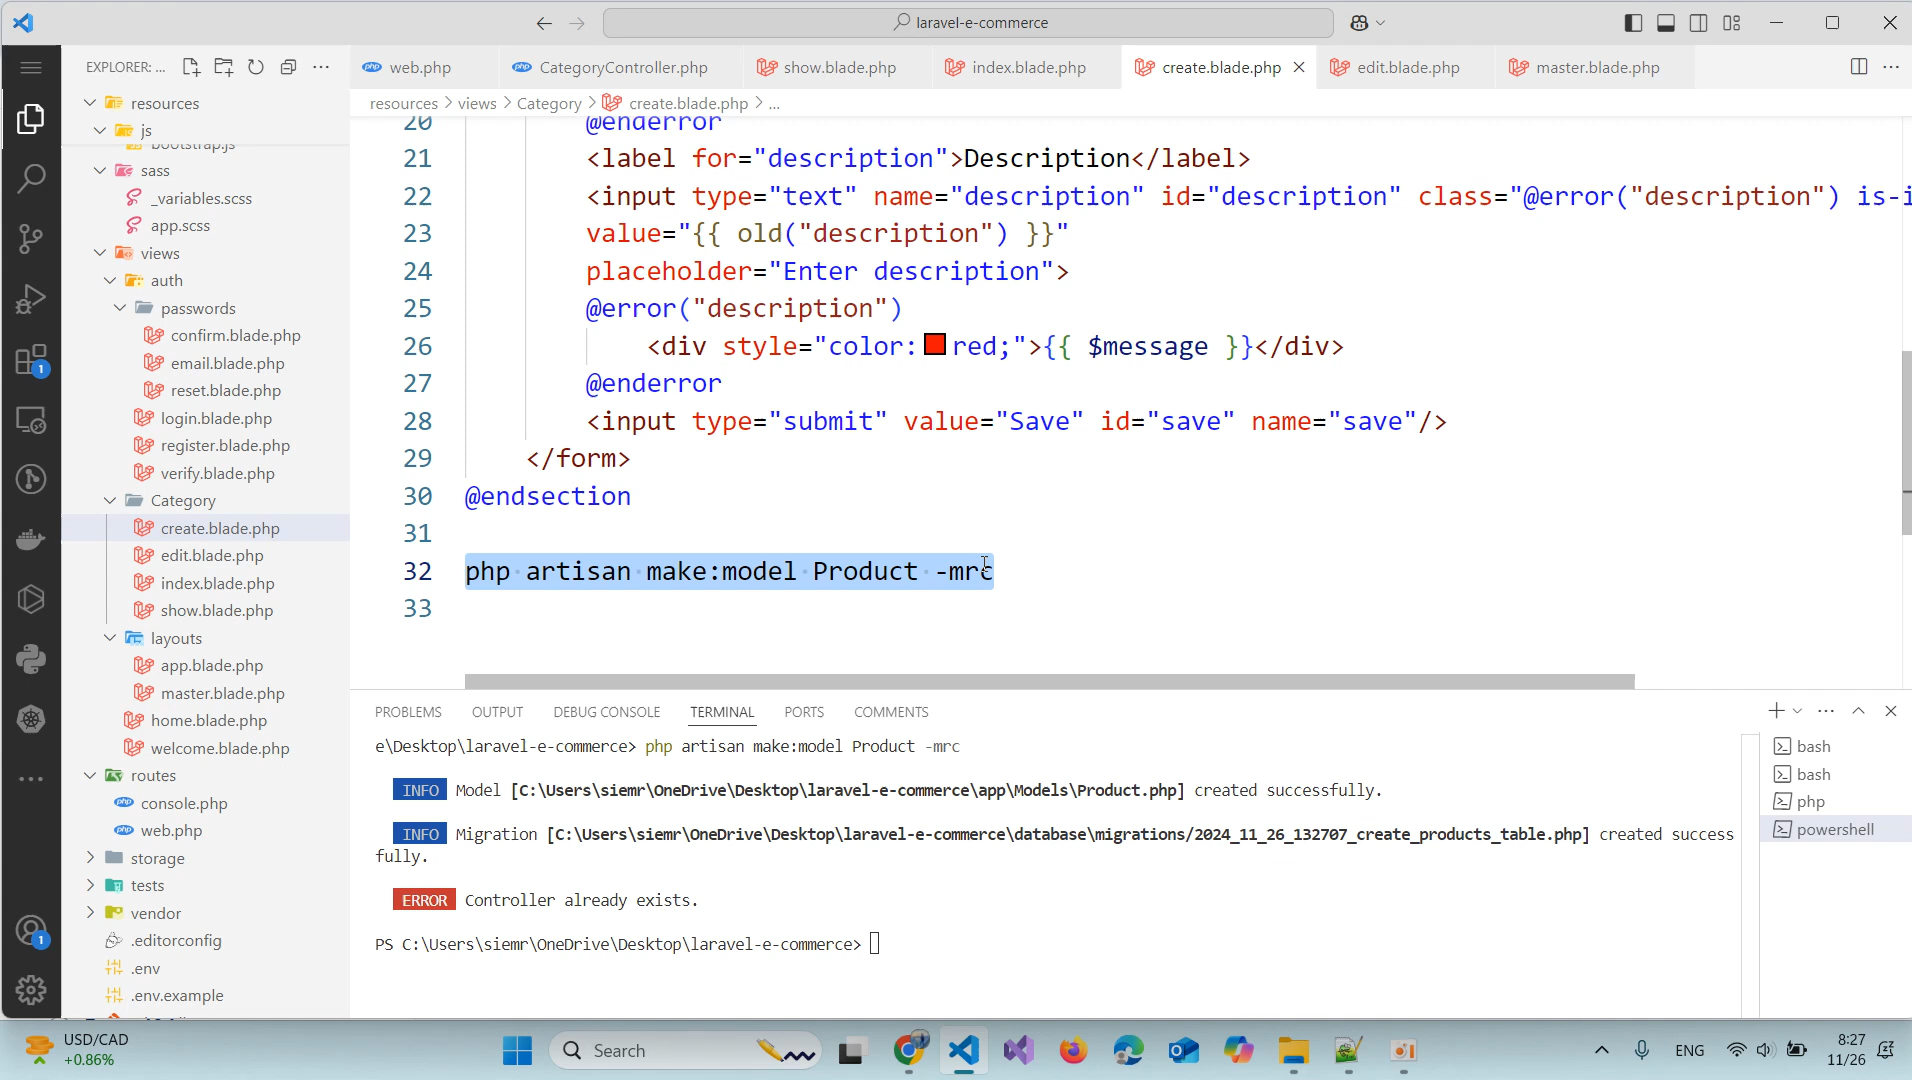 laravel-e-commerce
EXPLORER: ...
web.php
CategoryController.php
show.blade.php
index.blade.php
create.blade.php
edit.blade.php
master.blade.php
resources > views > Category > create.blade.php > ...
resources
js
bootstrap.js
sass
_variables.scss
app.scss
views
auth
passwords
confirm.blade.php
email.blade.php
reset.blade.php
login.blade.php
register.blade.php
verify.blade.php
Category
create.blade.php
edit.blade.php
index.blade.php
show.blade.php
layouts
app.blade.php
master.blade.php
home.blade.php
welcome.blade.php
routes
console.php
web.php
storage
tests
vendor
.editorconfig
.env
.env.example
1
1
20 @enderror
21 <label for="description">Description</label>
22 <input type="text" name="description" id="description" class="@error("description") is-i
23 value="{{ old("description") }}"
24 placeholder="Enter description">
25 @error("description")
26 <div style="color:red;">{{ $message }}</div>
27 @enderror
28 <input type="submit" value="Save" id="save" name="save"/>
29 </form>
30 @endsection
31
32 php artisan make:model Product -mrc
33
PROBLEMS OUTPUT DEBUG CONSOLE TERMINAL PORTS COMMENTS
e\Desktop\laravel-e-commerce> php artisan make:model Product -mrc
INFO Model [C:\Users\siemr\OneDrive\Desktop\laravel-e-commerce\app\Models\Product.php] created successfully.
INFO Migration [C:\Users\siemr\OneDrive\Desktop\laravel-e-commerce\database\migrations/2024_11_26_132707_create_products_table.php] created success
fully.
ERROR Controller already exists.
PS C:\Users\siemr\OneDrive\Desktop\laravel-e-commerce>
bash
bash
php
powershell
USD/CAD
+0.86%
Search
ENG
8:27
11/26